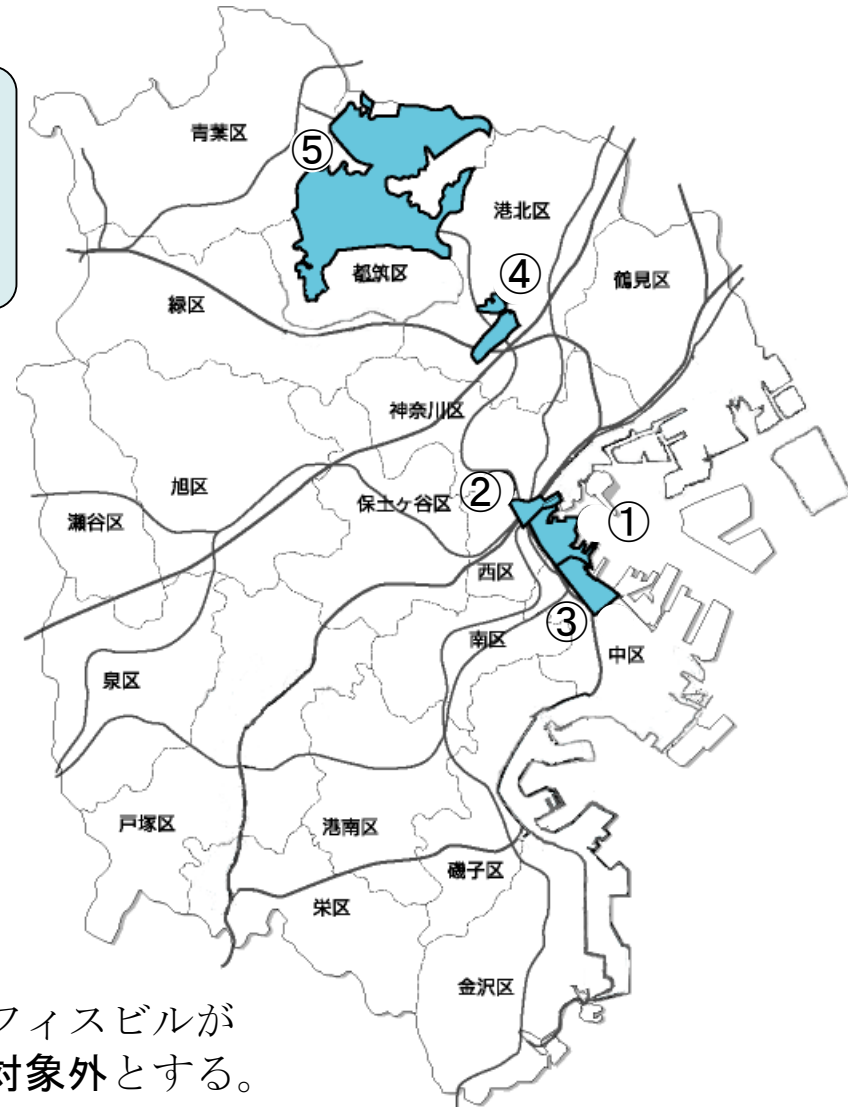 青葉区
⑤
港北区
④
都筑区
鶴見区
緑区
神奈川区
旭区
②
保土ケ谷区
①
瀬谷区
西区
③
南区
中区
泉区
戸塚区
港南区
磯子区
栄区
金沢区
フィスビルが
対象外とする。